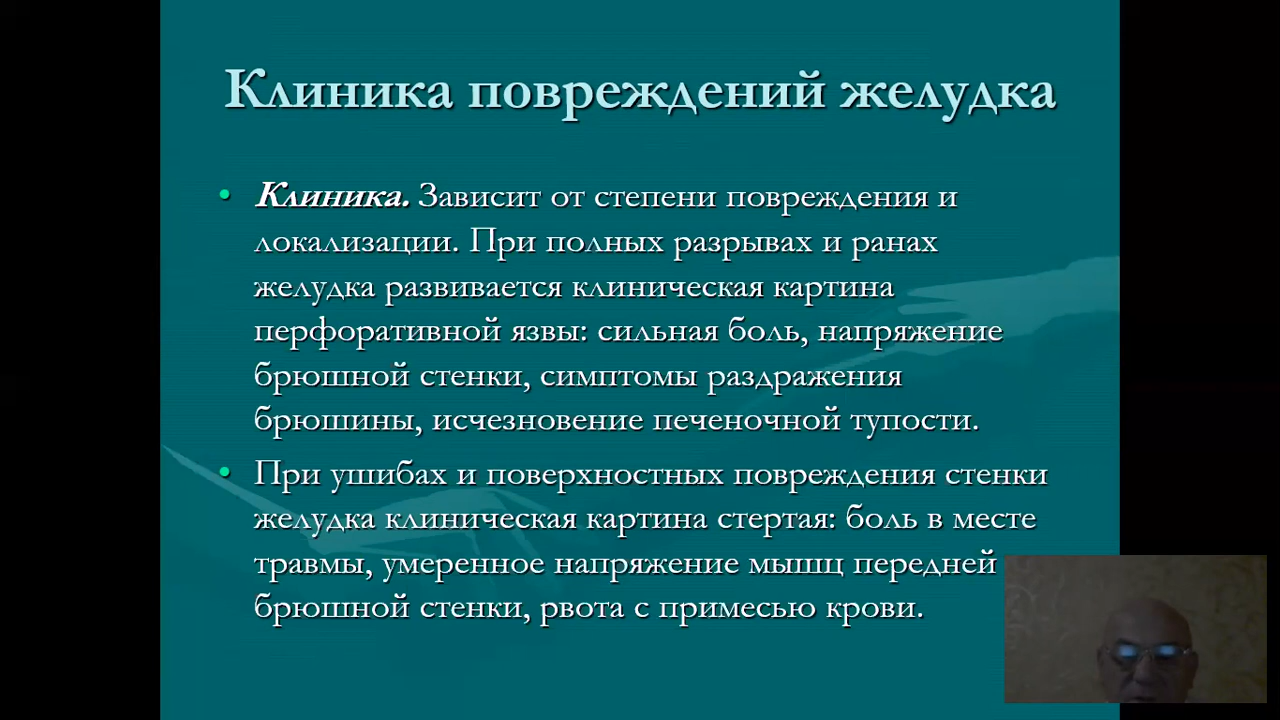 Клиника повреждений желудка
• Клиника. Зависит от степени повреждения и
локализации. При полных разрывах и ранах
желудка развивается клиническая картина
перфоративной язвы: сильная боль, напряжение
брюшной стенки, симптомы раздражения
брюшины, исчезновение печеночной тупости.
• При ушибах и поверхностных повреждения стенки
желудка клиническая картина стертая: боль в месте
травмы, умеренное напряжение мышц передней
брюшной стенки, рвота с примесью крови.